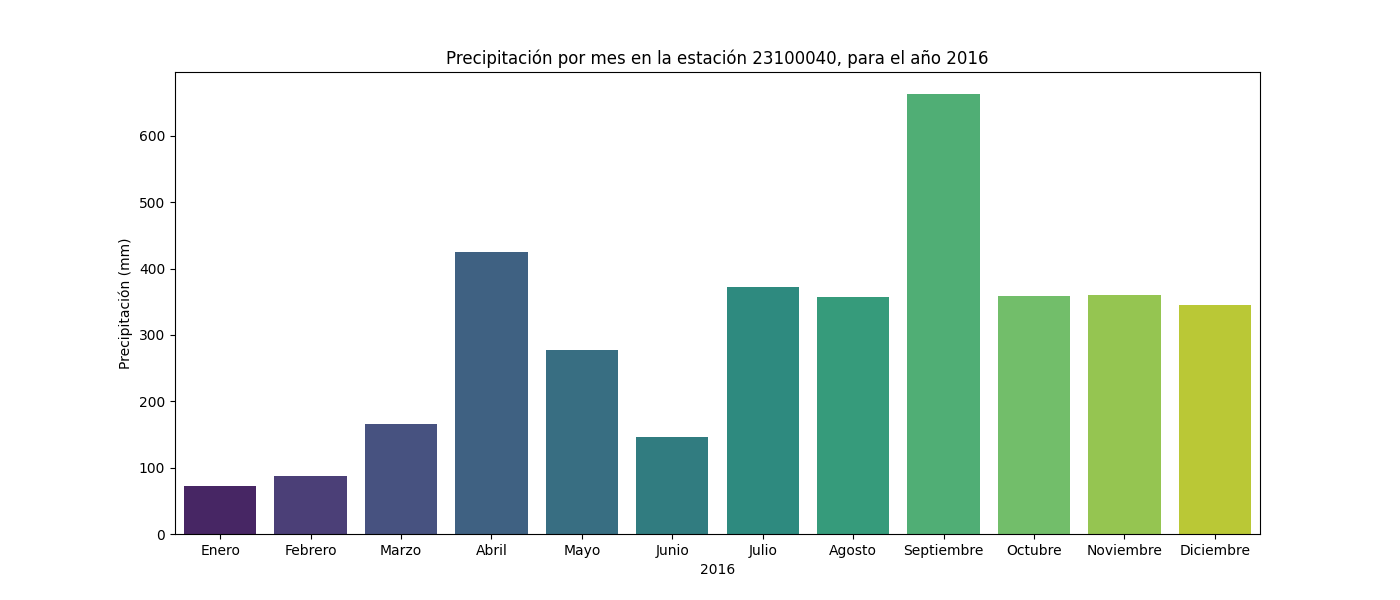 Precipitación por mes en la estación 23100040, para el año 2016
Precipitación (mm)
600
500
400
300
200
100
0
Enero Febrero Marzo Abril Mayo Junio Julio Agosto Septiembre Octubre Noviembre Diciembre
2016